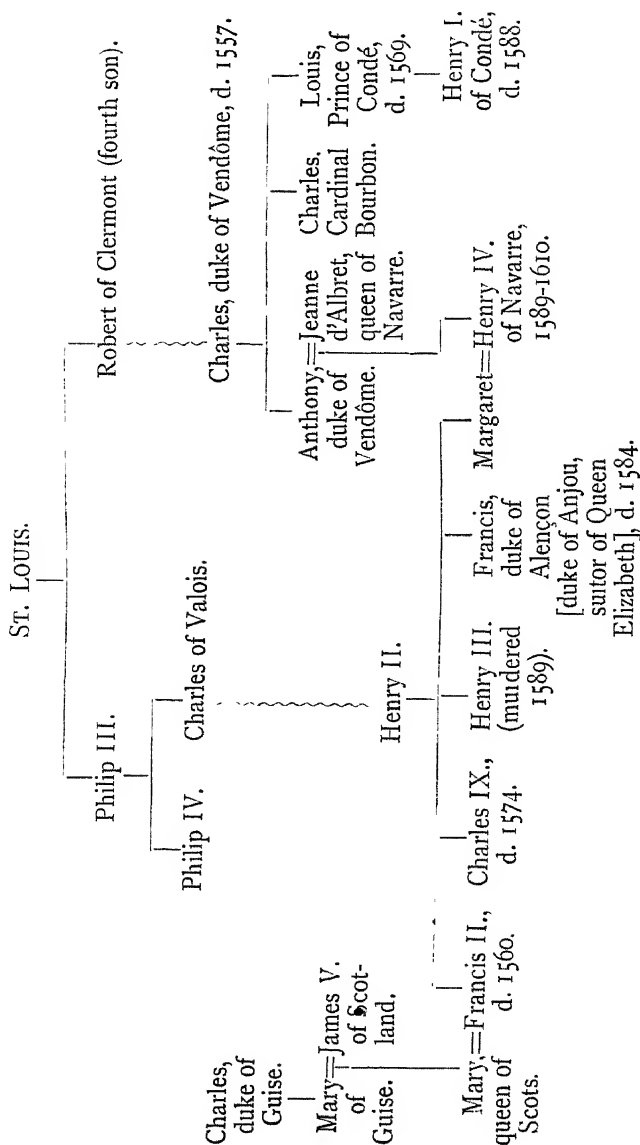 ST. LOUIS.
Philip III.
Robert of Clermont (fourth son).
Philip IV.
Charles of Valois.
Charles, duke of Vendôme, d. 1557.
Charles,
duke of
Guise.
Mary=James V.
of
Guise.
of Scot-
land.
Henry II.
Anthony,=Jeanne
duke of
Vendôme.
d'Albret,
queen of
Navarre.
Charles.
Cardinal
Bourbon.
Louis,
Prince of
Condé,
d. 1569.
Mary,=Francis II.,
queen of
Scots.
d. 1560.
Charles IX.,
d. 1574.
Henry III.
(murdered
1589).
Francis,
duke of
Alençon
[duke of Anjou,
suitor of Queen
Elizabeth], d. 1584.
Margaret=Henry IV.
of Navarre,
1589-1610.
Henry I.
of Condé,
d. 1588.